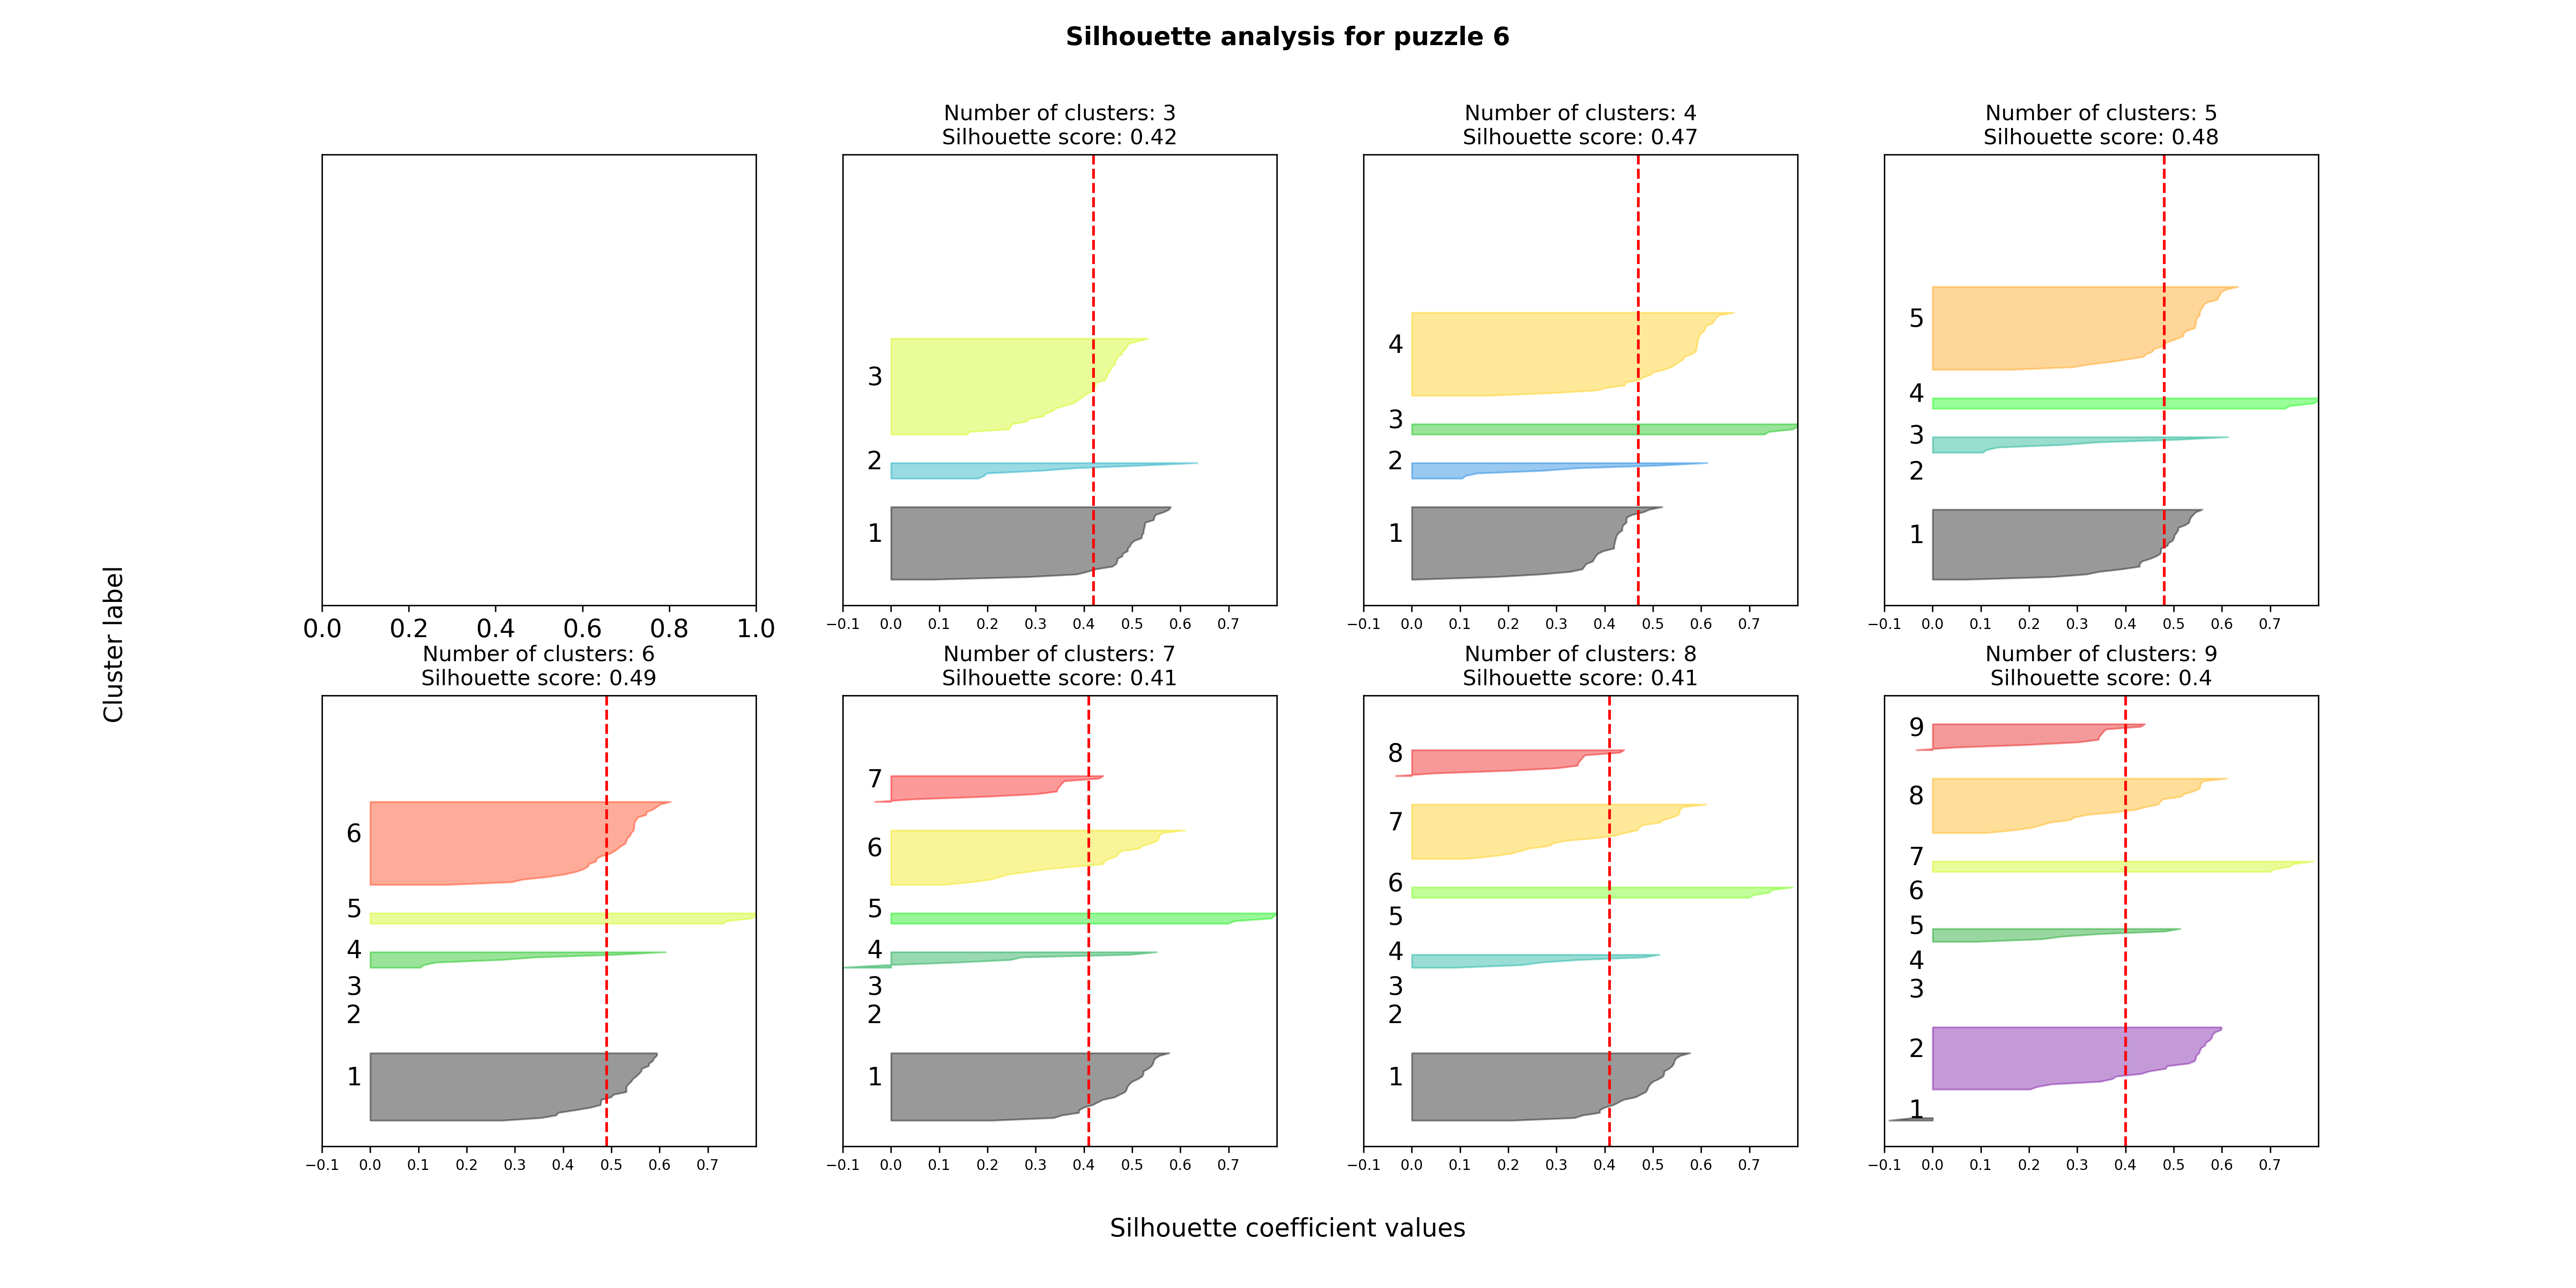 Silhouette analysis for puzzle 6
Number of clusters: 3
Silhouette score: 0.42
Number of clusters: 4
Silhouette score: 0.47
Number of clusters: 5
Silhouette score: 0.48
0.0 0.2 0.4 0.6 0.8 1.0
3
2
1
−0.1 0.0 0.1 0.2 0.3 0.4 0.5 0.6 0.7
4
3
2
1
−0.1 0.0 0.1 0.2 0.3 0.4 0.5 0.6 0.7
5
4
3
2
1
−0.1 0.0 0.1 0.2 0.3 0.4 0.5 0.6 0.7
Cluster label
Number of clusters: 6
Silhouette score: 0.49
Number of clusters: 7
Silhouette score: 0.41
Number of clusters: 8
Silhouette score: 0.41
Number of clusters: 9
Silhouette score: 0.4
6
5
4
3
2
1
−0.1 0.0 0.1 0.2 0.3 0.4 0.5 0.6 0.7
7
6
5
4
3
2
1
−0.1 0.0 0.1 0.2 0.3 0.4 0.5 0.6 0.7
8
7
6
5
4
3
2
1
−0.1 0.0 0.1 0.2 0.3 0.4 0.5 0.6 0.7
9
8
7
6
5
4
3
2
1
−0.1 0.0 0.1 0.2 0.3 0.4 0.5 0.6 0.7
Silhouette coefficient values